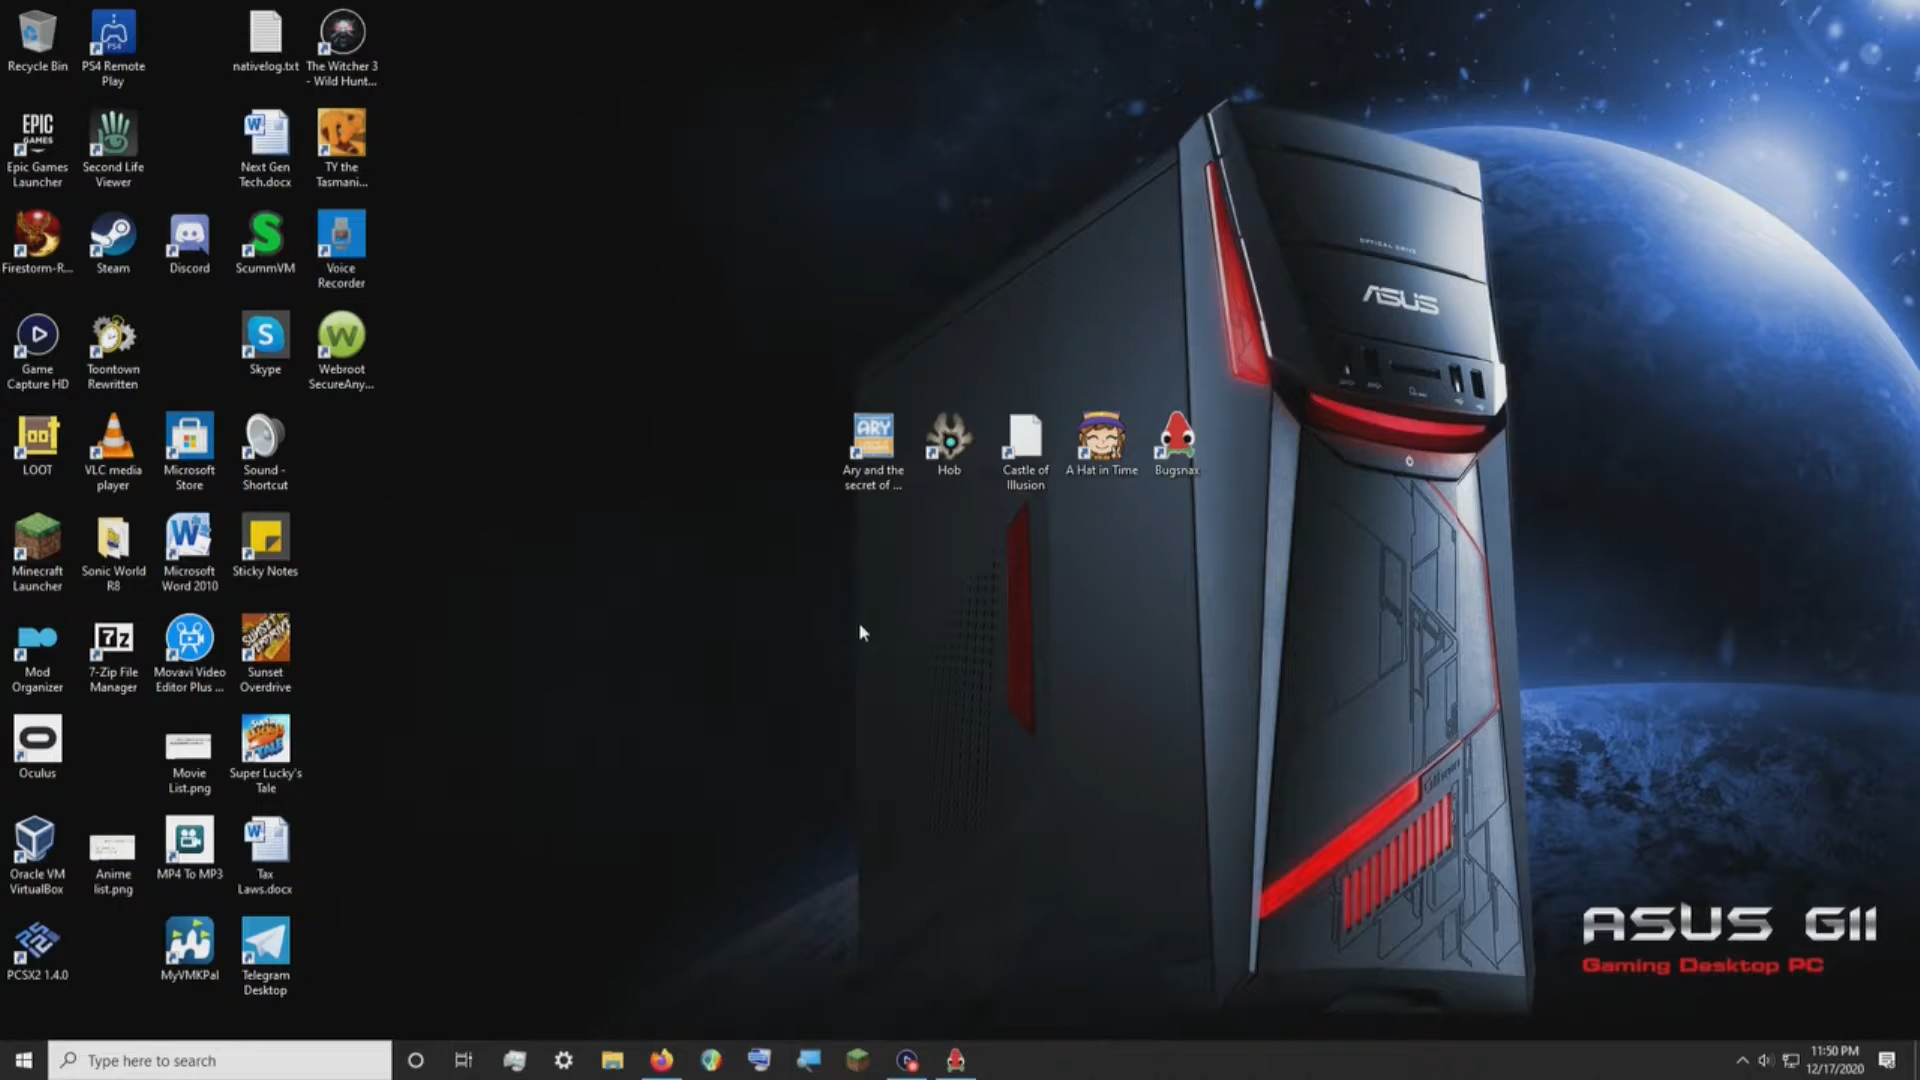 Recycle Bin
PS4 Remote
Play
nativelog.txt
The Witcher 3
- Wild Hunt...
EPIC
GAMES
Epic Games
Launcher
Second Life
Viewer
Next Gen
Tech.docx
TY the
Tasmani...
Firestorm-R...
Steam
Discord
ScummVM
Voice
Recorder
Game
Capture HD
Toontown
Rewritten
Skype
Webroot
SecureAny...
LOOT
VLC media
player
Microsoft
Store
Sound -
Shortcut
Minecraft
Launcher
Sonic World
R8
Microsoft
Word 2010
Sticky Notes
Mod
Organizer
7-Zip File
Manager
Movavi Video
Editor Plus ...
Sunset
Overdrive
Oculus
Movie
List.png
Super Lucky's
Tale
Oracle VM
VirtualBox
Anime
list.png
MP4 To MP3
Tax
Laws.docx
PCSX2 1.4.0
MyVMKPal
Telegram
Desktop
ARY
Ary and the
secret of ...
Hob
Castle of
Illusion
A Hat in Time
Bugsnax
OPTICAL DRIVE
ASUS
ASUS G11
Gaming Desktop PC
Type here to search
11:50 PM
12/17/2020